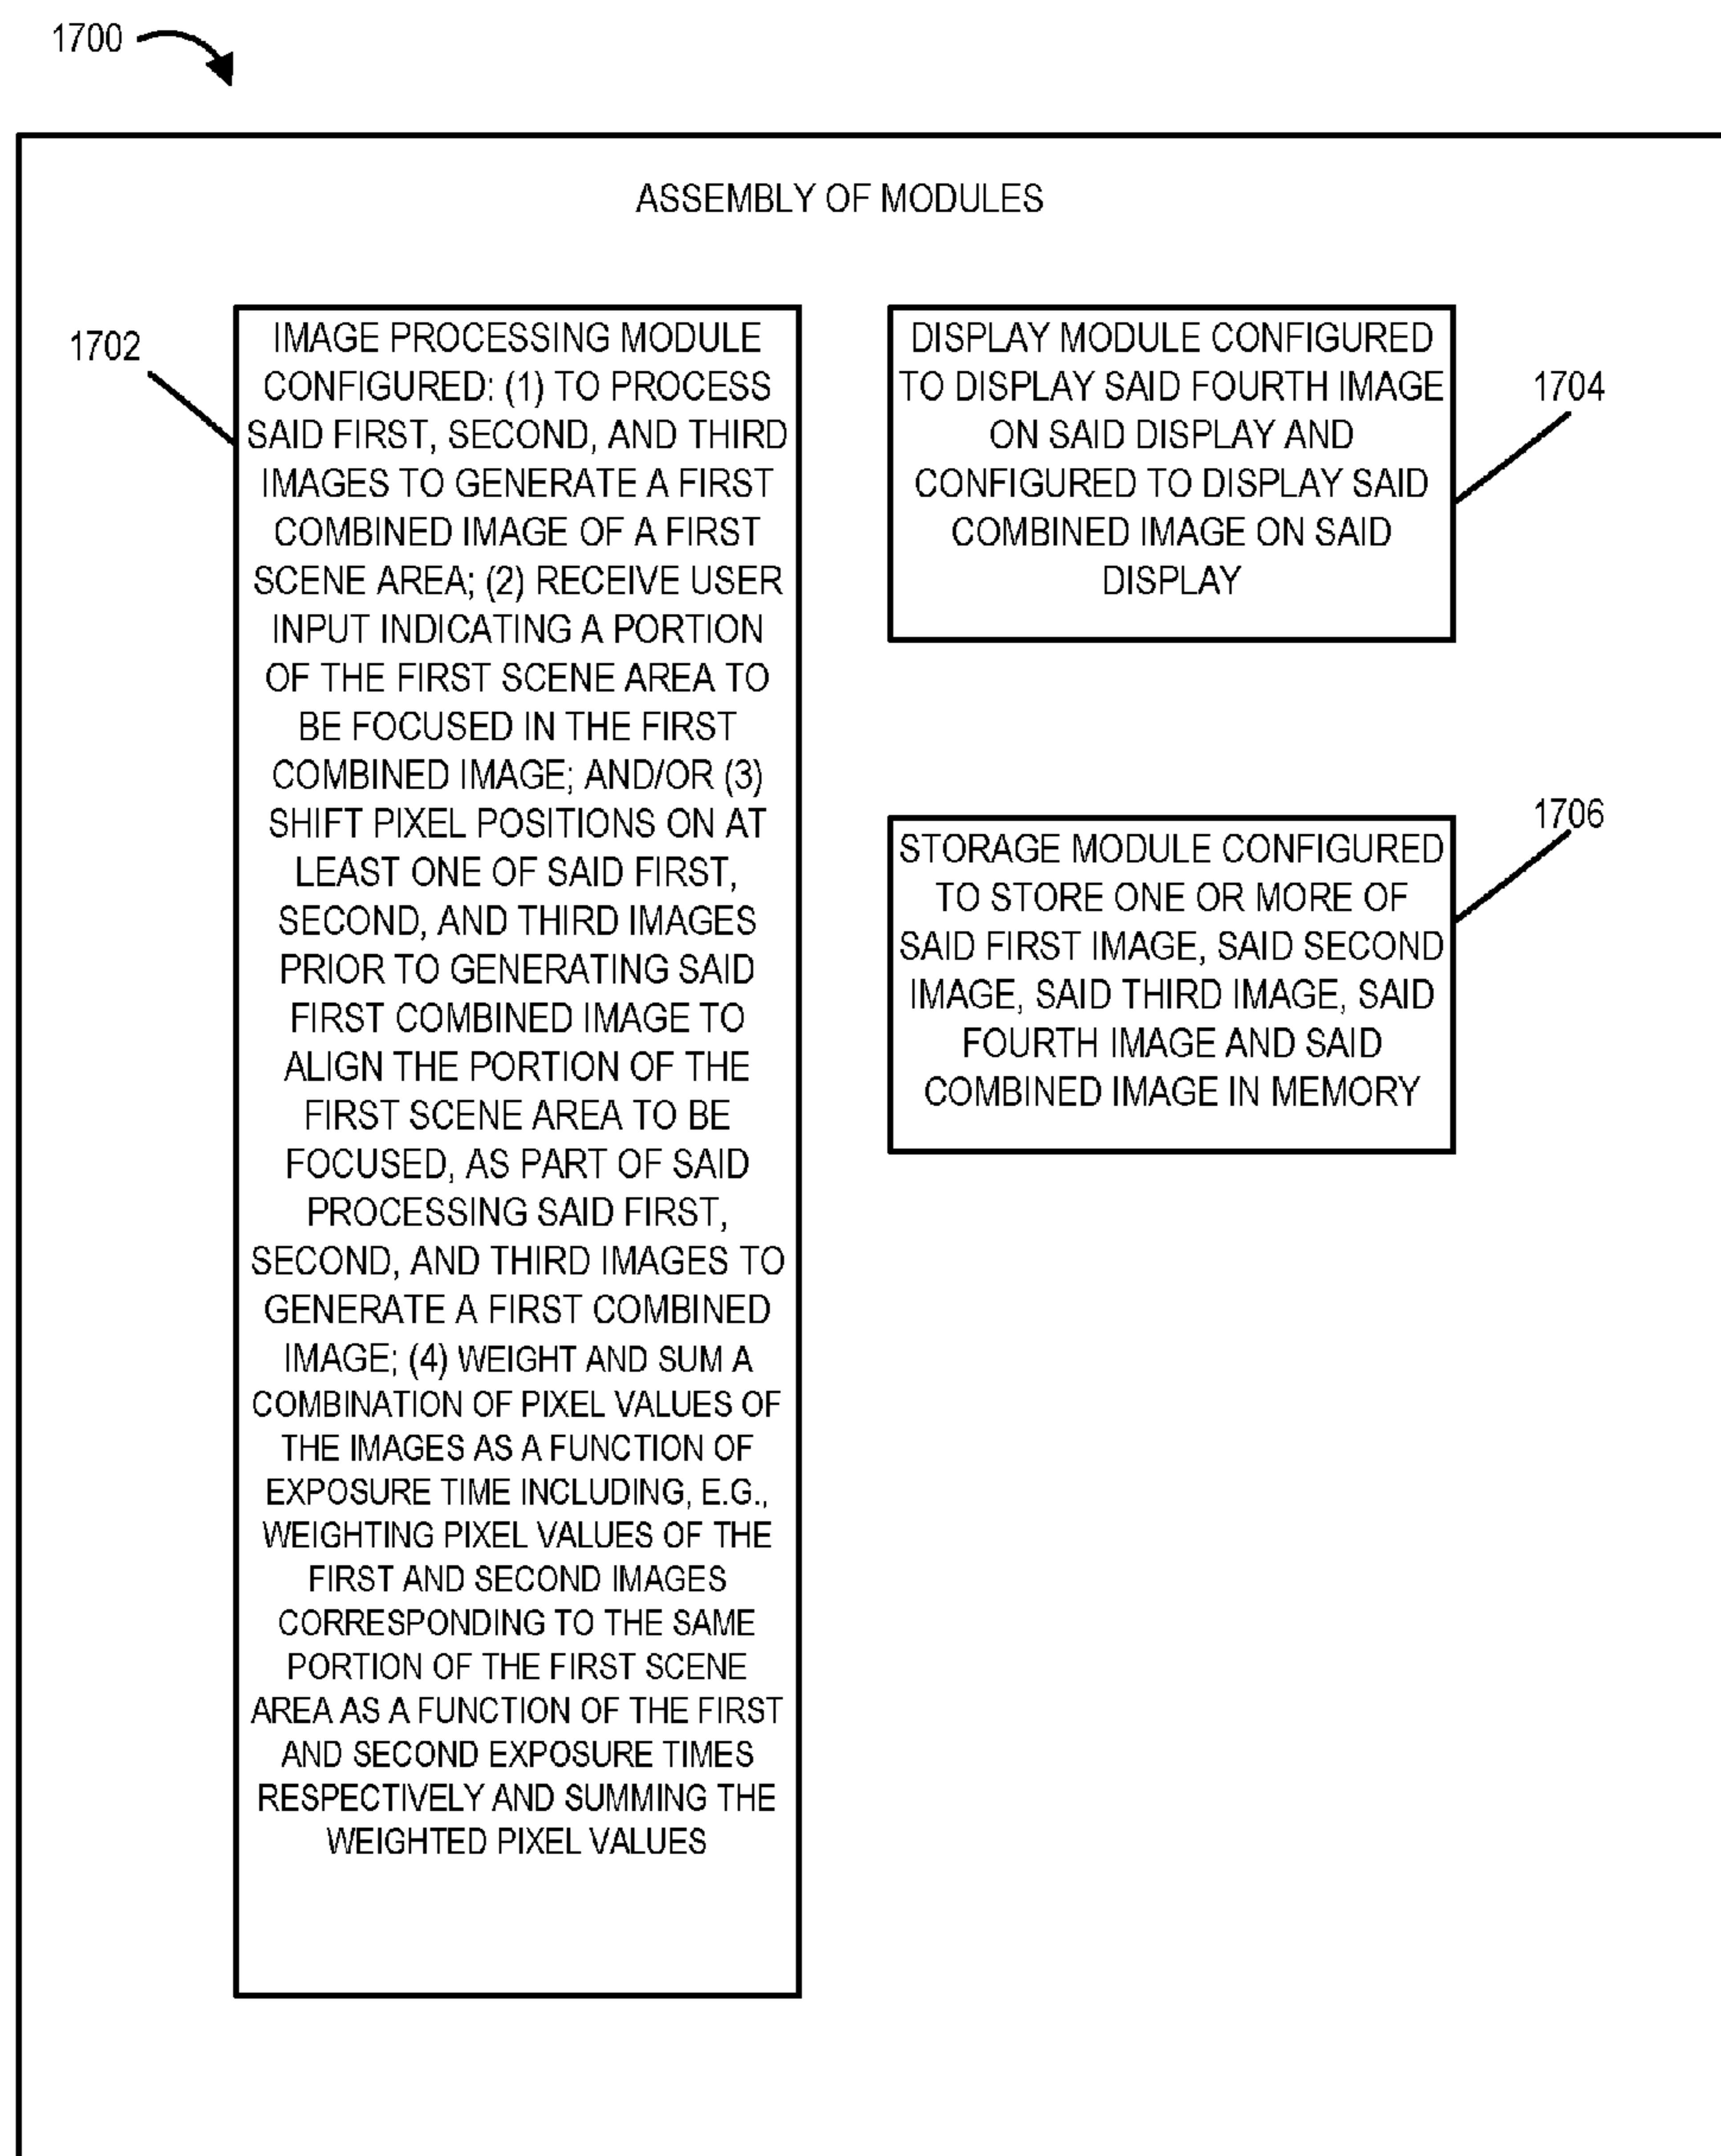 1700
ASSEMBLY OF MODULES
1702
IMAGE PROCESSING MODULE
CONFIGURED: (1) TO PROCESS
SAID FIRST, SECOND, AND THIRD
IMAGES TO GENERATE A FIRST
COMBINED IMAGE OF A FIRST
SCENE AREA; (2) RECEIVE USER
INPUT INDICATING A PORTION
OF THE FIRST SCENE AREA TO
BE FOCUSED IN THE FIRST
COMBINED IMAGE; AND/OR (3)
SHIFT PIXEL POSITIONS ON AT
LEAST ONE OF SAID FIRST,
SECOND, AND THIRD IMAGES
PRIOR TO GENERATING SAID
FIRST COMBINED IMAGE TO
ALIGN THE PORTION OF THE
FIRST SCENE AREA TO BE
FOCUSED, AS PART OF SAID
PROCESSING SAID FIRST,
SECOND, AND THIRD IMAGES TO
GENERATE A FIRST COMBINED
IMAGE; (4) WEIGHT AND SUM A
COMBINATION OF PIXEL VALUES OF
THE IMAGES AS A FUNCTION OF
EXPOSURE TIME INCLUDING, E.G.,
WEIGHTING PIXEL VALUES OF THE
FIRST AND SECOND IMAGES
CORRESPONDING TO THE SAME
PORTION OF THE FIRST SCENE
AREA AS A FUNCTION OF THE FIRST
AND SECOND EXPOSURE TIMES
RESPECTIVELY AND SUMMING THE
WEIGHTED PIXEL VALUES
DISPLAY MODULE CONFIGURED
TO DISPLAY SAID FOURTH IMAGE
ON SAID DISPLAY AND
CONFIGURED TO DISPLAY SAID
COMBINED IMAGE ON SAID
DISPLAY
1704
STORAGE MODULE CONFIGURED
TO STORE ONE OR MORE OF
SAID FIRST IMAGE, SAID SECOND
IMAGE, SAID THIRD IMAGE, SAID
FOURTH IMAGE AND SAID
COMBINED IMAGE IN MEMORY
1706